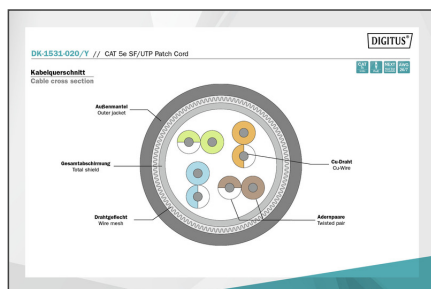 DIGITUS®
DK-1531-020/Y // CAT 5e SF/UTP Patch Cord
Kabelquerschnitt
Cable cross section
Außenmantel
Outer jacket
Gesamtabschirmung
Total shield
Drahtgeflecht
Wire mesh
Cu-Draht
Cu-Wire
Adernpaare
Twisted pair